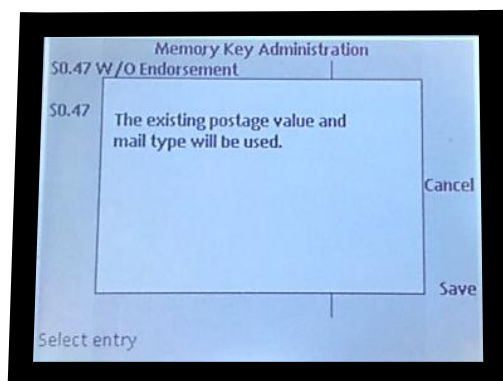 Memory Key Administration
$0.47 W/O Endorsement
$0.47
The existing postage value and
mail type will be used.
Cancel
Save
Select entry